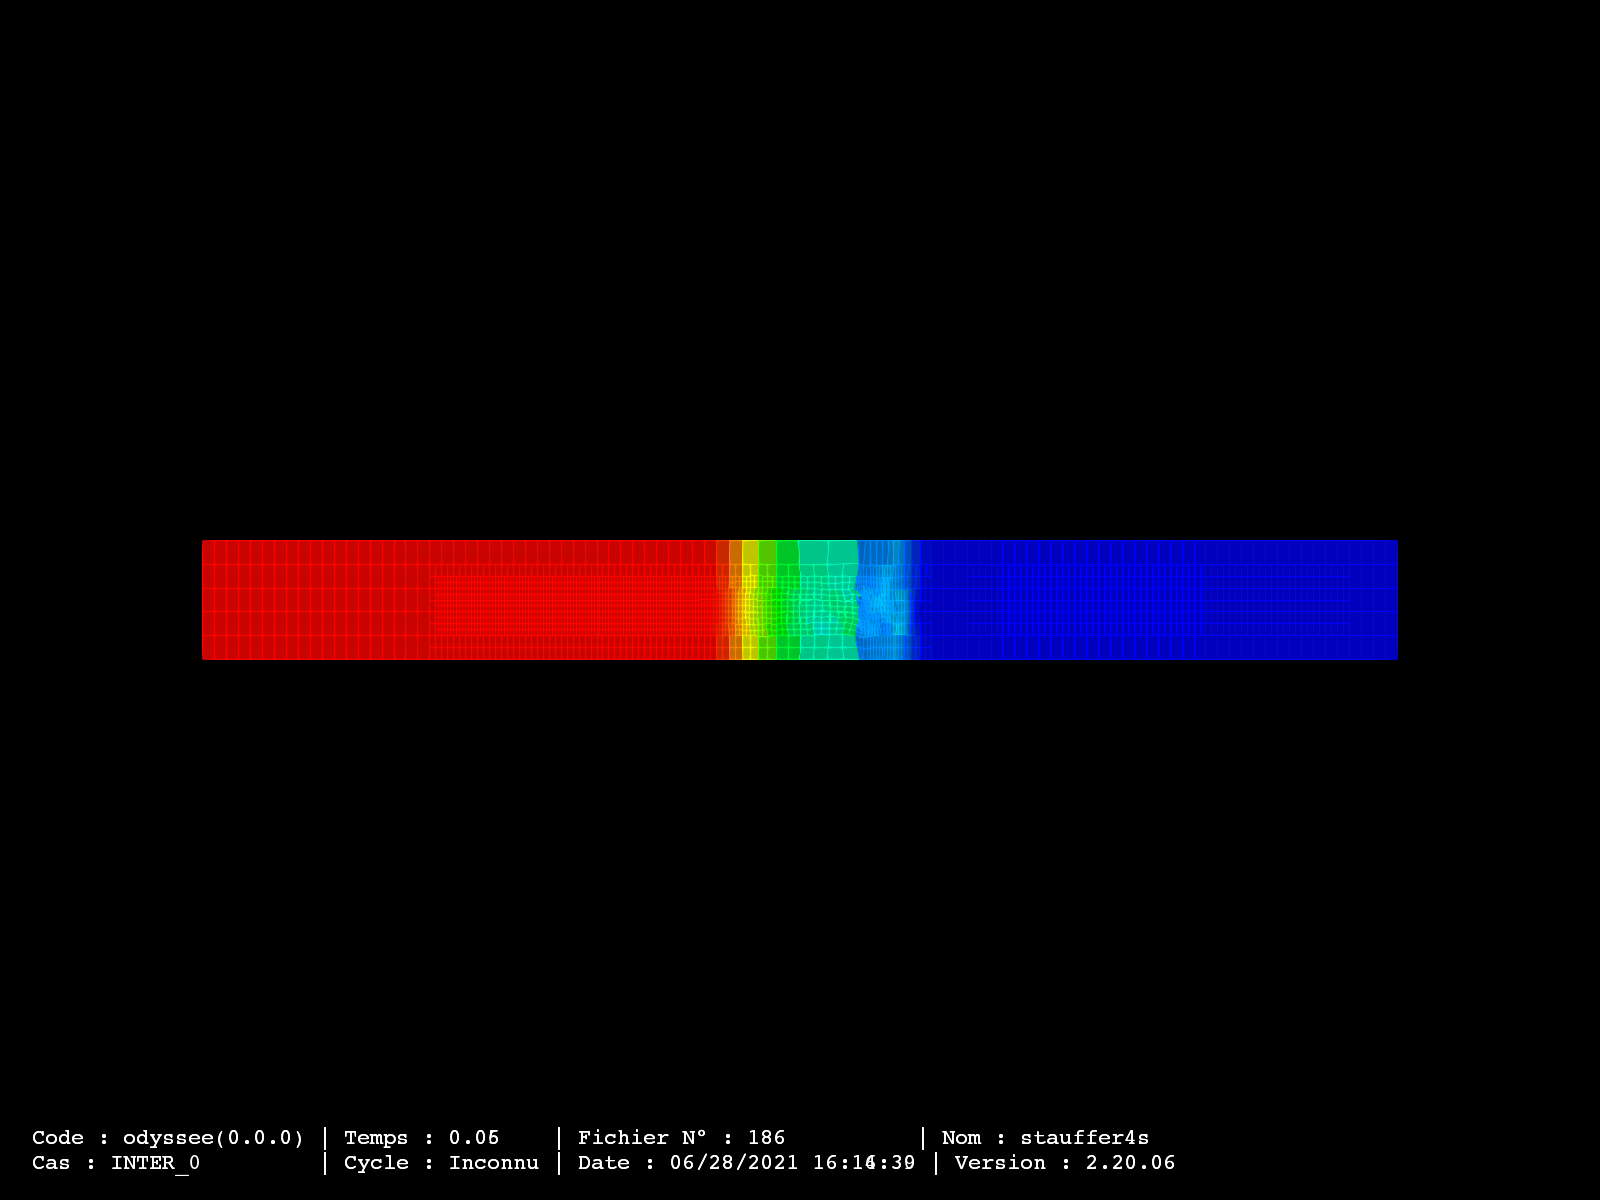 Code : odyssee(0.0.0) | Temps : 0.05 | Fichier N° : 186 | Nom : stauffer4s
Cas : INTER_0 | Cycle : Inconnu | Date : 06/28/2021 | Version : 2.20.06